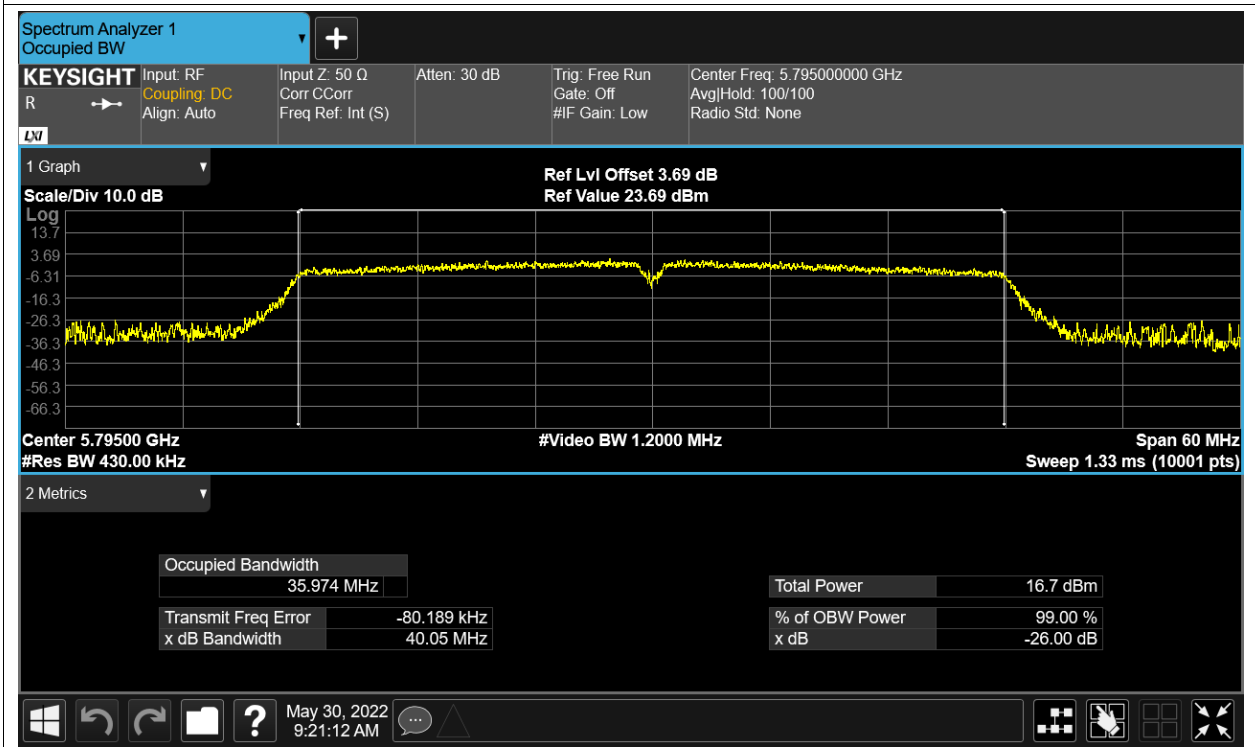 Spectrum Analyzer 1
Occupied BW
KEYSIGHT Input: RF Input Z: 50 Ω Atten: 30 dB Trig: Free Run Center Freq: 5.795000000 GHz
R Coupling: DC Corr CCorr Gate: Off Avg|Hold: 100/100
Align: Auto Freq Ref: Int (S) #IF Gain: Low Radio Std: None
LXI
1 Graph
Ref Lvl Offset 3.69 dB
Scale/Div 10.0 dB Ref Value 23.69 dBm
Log
13.7
3.69
-6.31
-16.3
-26.3
-36.3
-46.3
-56.3
-66.3
Center 5.79500 GHz #Video BW 1.2000 MHz Span 60 MHz
#Res BW 430.00 kHz Sweep 1.33 ms (10001 pts)
2 Metrics
Occupied Bandwidth
35.974 MHz Total Power 16.7 dBm
Transmit Freq Error -80.189 kHz % of OBW Power 99.00 %
x dB Bandwidth 40.05 MHz x dB -26.00 dB
? May 30, 2022
9:21:12 AM